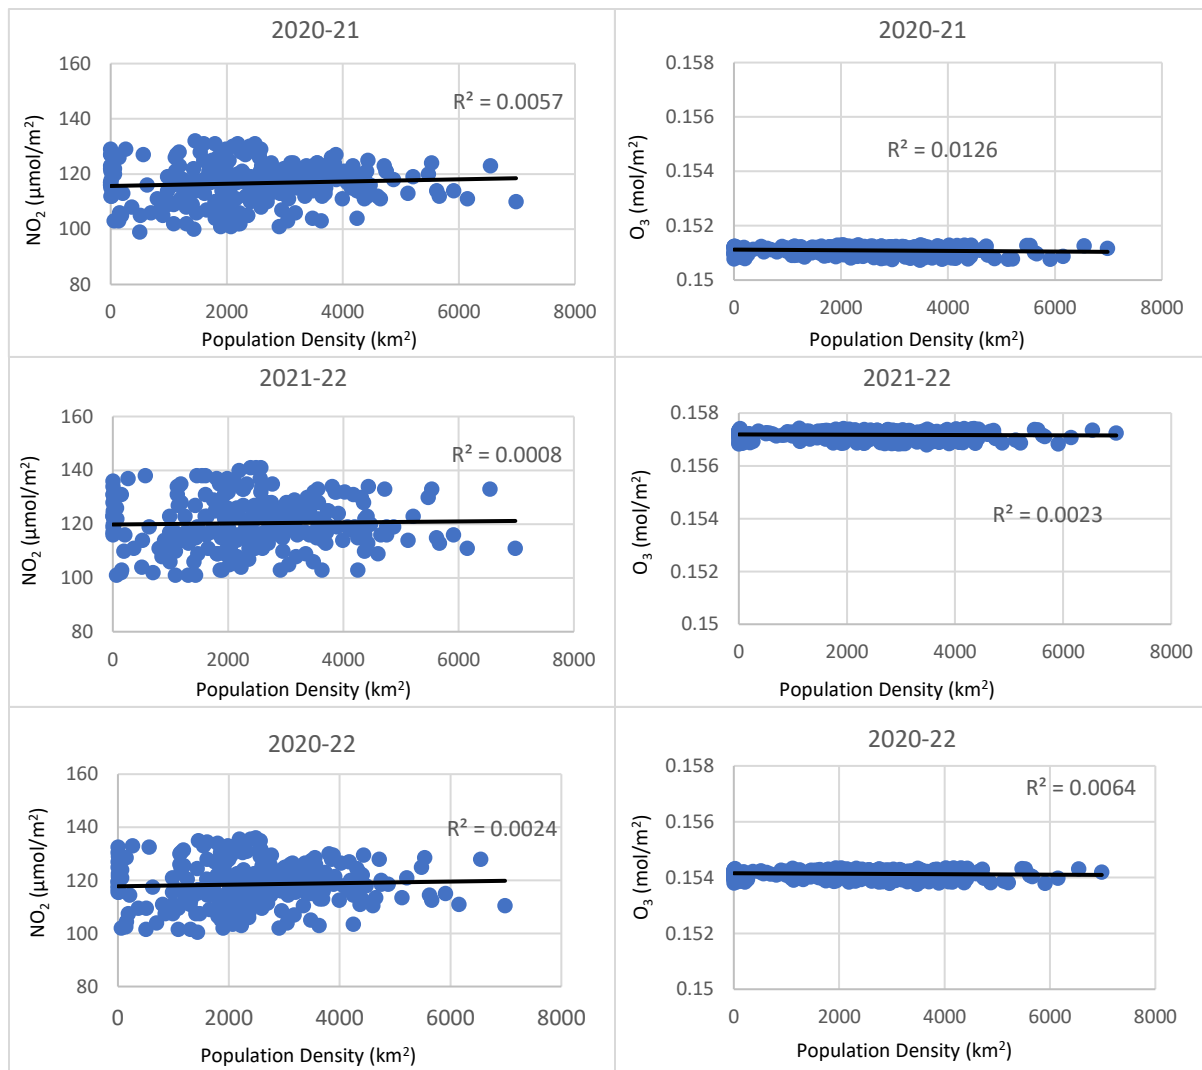 2020-21
160
140
120
100
80
NO₂ (µmol/m²)
R² = 0.0057
0 2000 4000 6000 8000
Population Density (km²)
2020-21
0.158
0.156
0.154
0.152
0.15
O₃ (mol/m²)
R² = 0.0126
0 2000 4000 6000 8000
Population Density (km²)
2021-22
160
140
120
100
80
NO₂ (µmol/m²)
R² = 0.0008
0 2000 4000 6000 8000
Population Density (km²)
2021-22
0.158
0.156
0.154
0.152
0.15
O₃ (mol/m²)
R² = 0.0023
0 2000 4000 6000 8000
Population Density (km²)
2020-22
160
140
120
100
80
NO₂ (µmol/m²)
R² = 0.0024
0 2000 4000 6000 8000
Population Density (km²)
2020-22
0.158
0.156
0.154
0.152
0.15
O₃ (mol/m²)
R² = 0.0064
0 2000 4000 6000 8000
Population Density (km²)